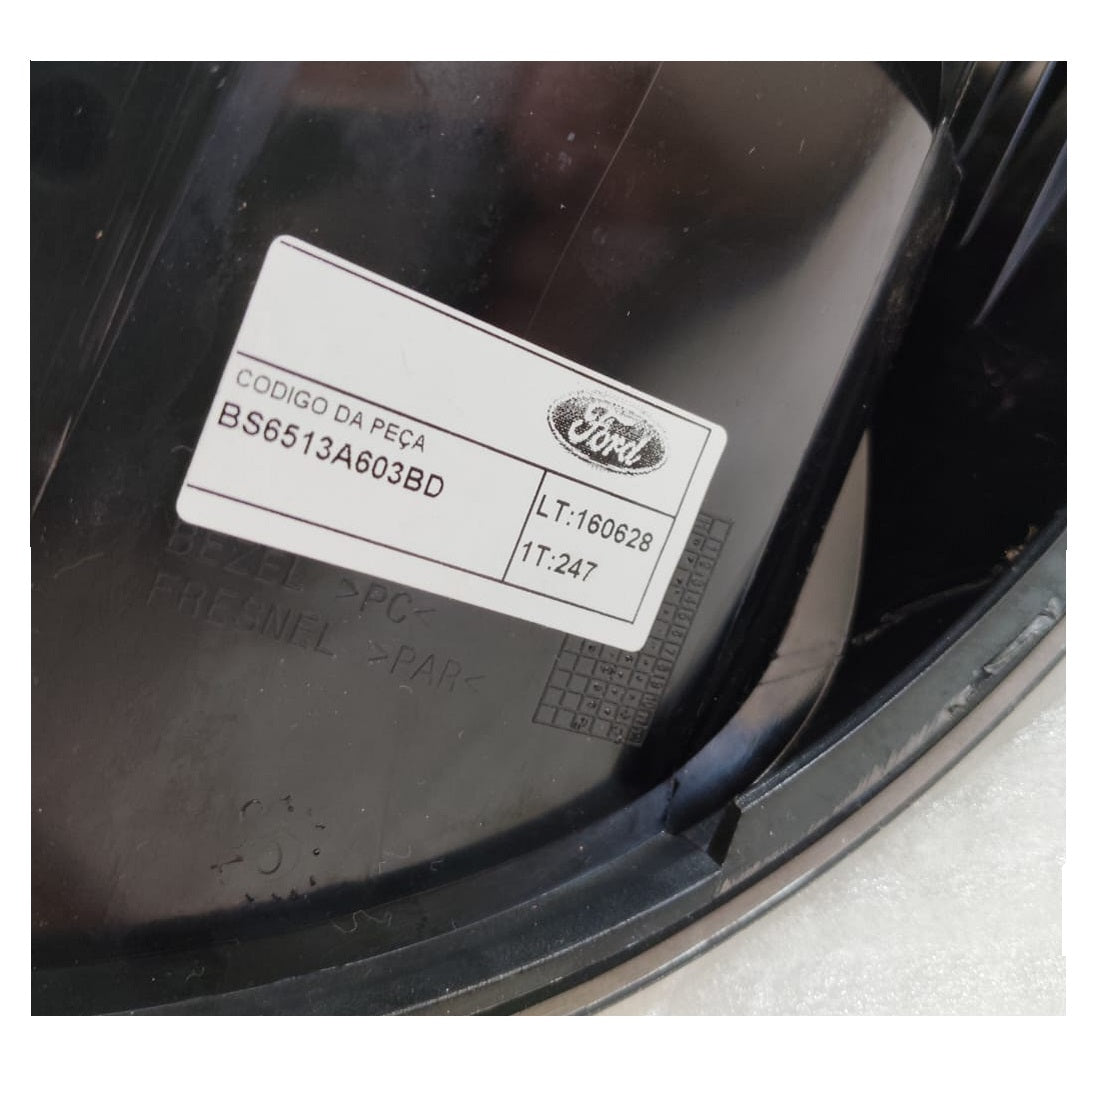 CODIGO DA PEÇA
BS6513A603BD
Ford
LT:160628
1T:247
BEZEL >PC<
FRESNEL >PAR<